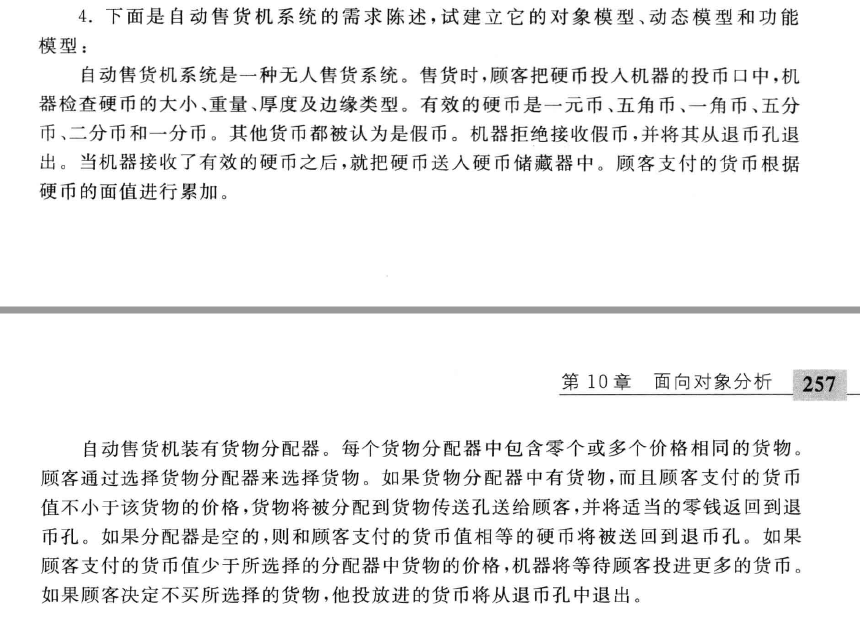 4. 下面是自动售货机系统的需求陈述,试建立它的对象模型、动态模型和功能
模型:
自动售货机系统是一种无人售货系统。售货时,顾客把硬币投入机器的投币口中,机
器检查硬币的大小、重量、厚度及边缘类型。有效的硬币是一元币、五角币、一角币、五分
币、二分币和一分币。其他货币都被认为是假币。机器拒绝接收假币,并将其从退币孔退
出。当机器接收了有效的硬币之后,就把硬币送入硬币储藏器中。顾客支付的货币根据
硬币的面值进行累加。
第 10 章 面向对象分析 257
自动售货机装有货物分配器。每个货物分配器中包含零个或多个价格相同的货物。
顾客通过选择货物分配器来选择货物。如果货物分配器中有货物,而且顾客支付的货币
值不小于该货物的价格,货物将被分配到货物传送孔送给顾客,并将适当的零钱返回到退
币孔。如果分配器是空的,则和顾客支付的货币值相等的硬币将被送回到退币孔。如果
顾客支付的货币值少于所选择的分配器中货物的价格,机器将等待顾客投进更多的货币。
如果顾客决定不买所选择的货物,他投放进的货币将从退币孔中退出。